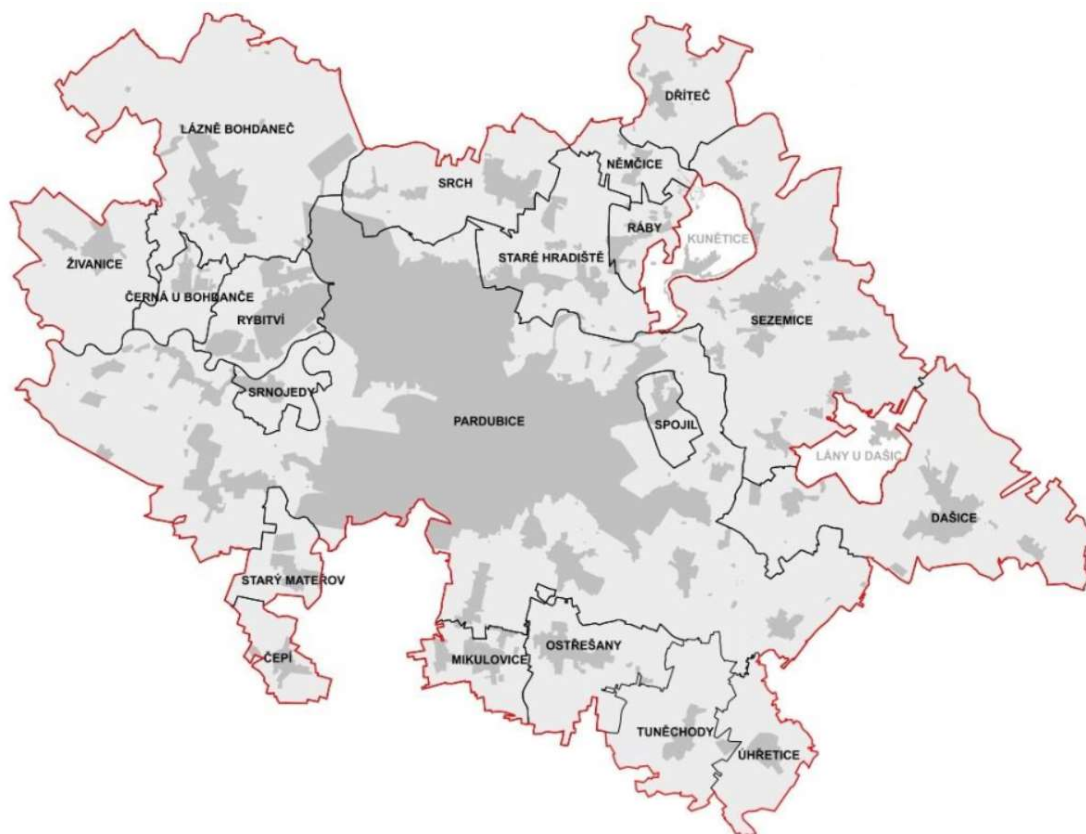 DŘÍTEČ
LÁZNĚ BOHDANEČ
NĚMČICE
SRCH
RÁBY
KUNĚTICE
STARÉ HRADIŠTĚ
ŽIVANICE
ČERNÁ U BOHDANČE
RYBITVÍ
SEZEMICE
SRNOJEDY
PARDUBICE
SPOJIL
LÁNY U DAŠIC
DAŠICE
STARÝ MATEŘOV
OSTŘEŠANY
ČEPÍ
MIKULOVICE
TUNĚCHODY
ÚHŘETICE